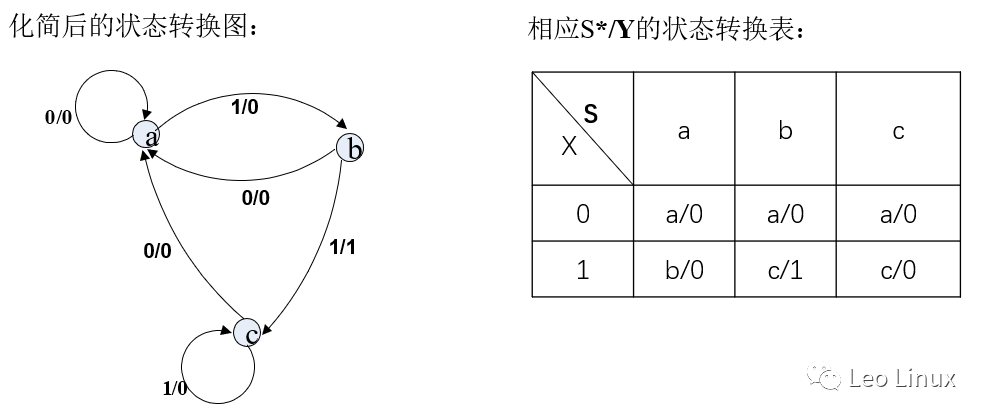 化简后的状态转换图：
0/0
1/0
a
b
0/0
0/0
1/1
c
1/0
相应S*/Y的状态转换表：
S
X
a b c
0 a/0 a/0 a/0
1 b/0 c/1 c/0
Leo Linux